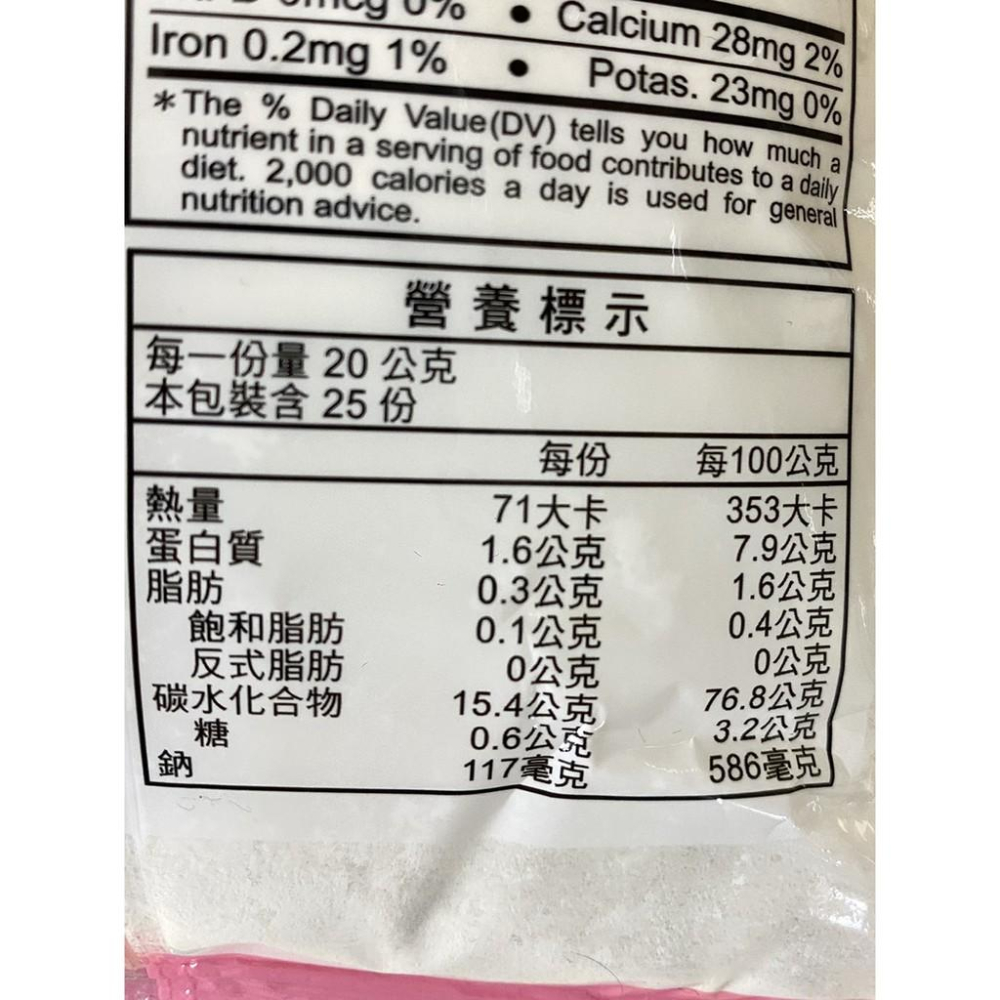 0mcg 0% • Calcium 28mg 2%
Iron 0.2mg 1% • Potas. 23mg 0%
*The % Daily Value(DV) tells you how much a
nutrient in a serving of food contributes to a daily
diet. 2,000 calories a day is used for general
nutrition advice.
營養標示
每一份量 20 公克
本包裝含 25 份
每份 每100公克
熱量 71大卡 353大卡
蛋白質 1.6公克 7.9公克
脂肪 0.3公克 1.6公克
飽和脂肪 0.1公克 0.4公克
反式脂肪 0公克 0公克
碳水化合物 15.4公克 76.8公克
糖 0.6公克 3.2公克
鈉 117毫克 586毫克